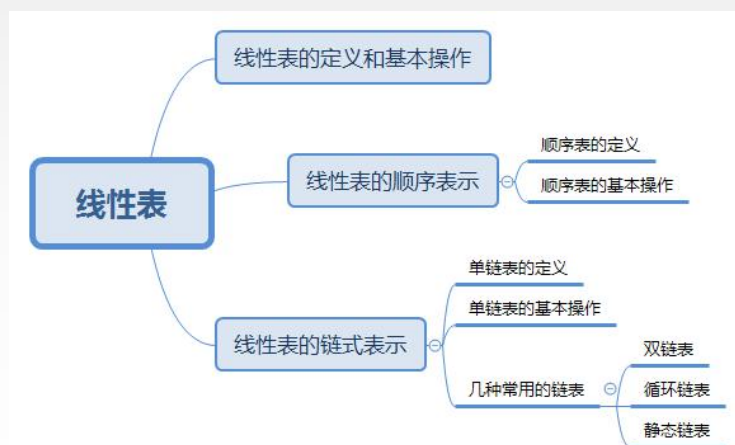 线性表的定义和基本操作
线性表
线性表的顺序表示
顺序表的定义
顺序表的基本操作
线性表的链式表示
单链表的定义
单链表的基本操作
几种常用的链表
双链表
循环链表
静态链表